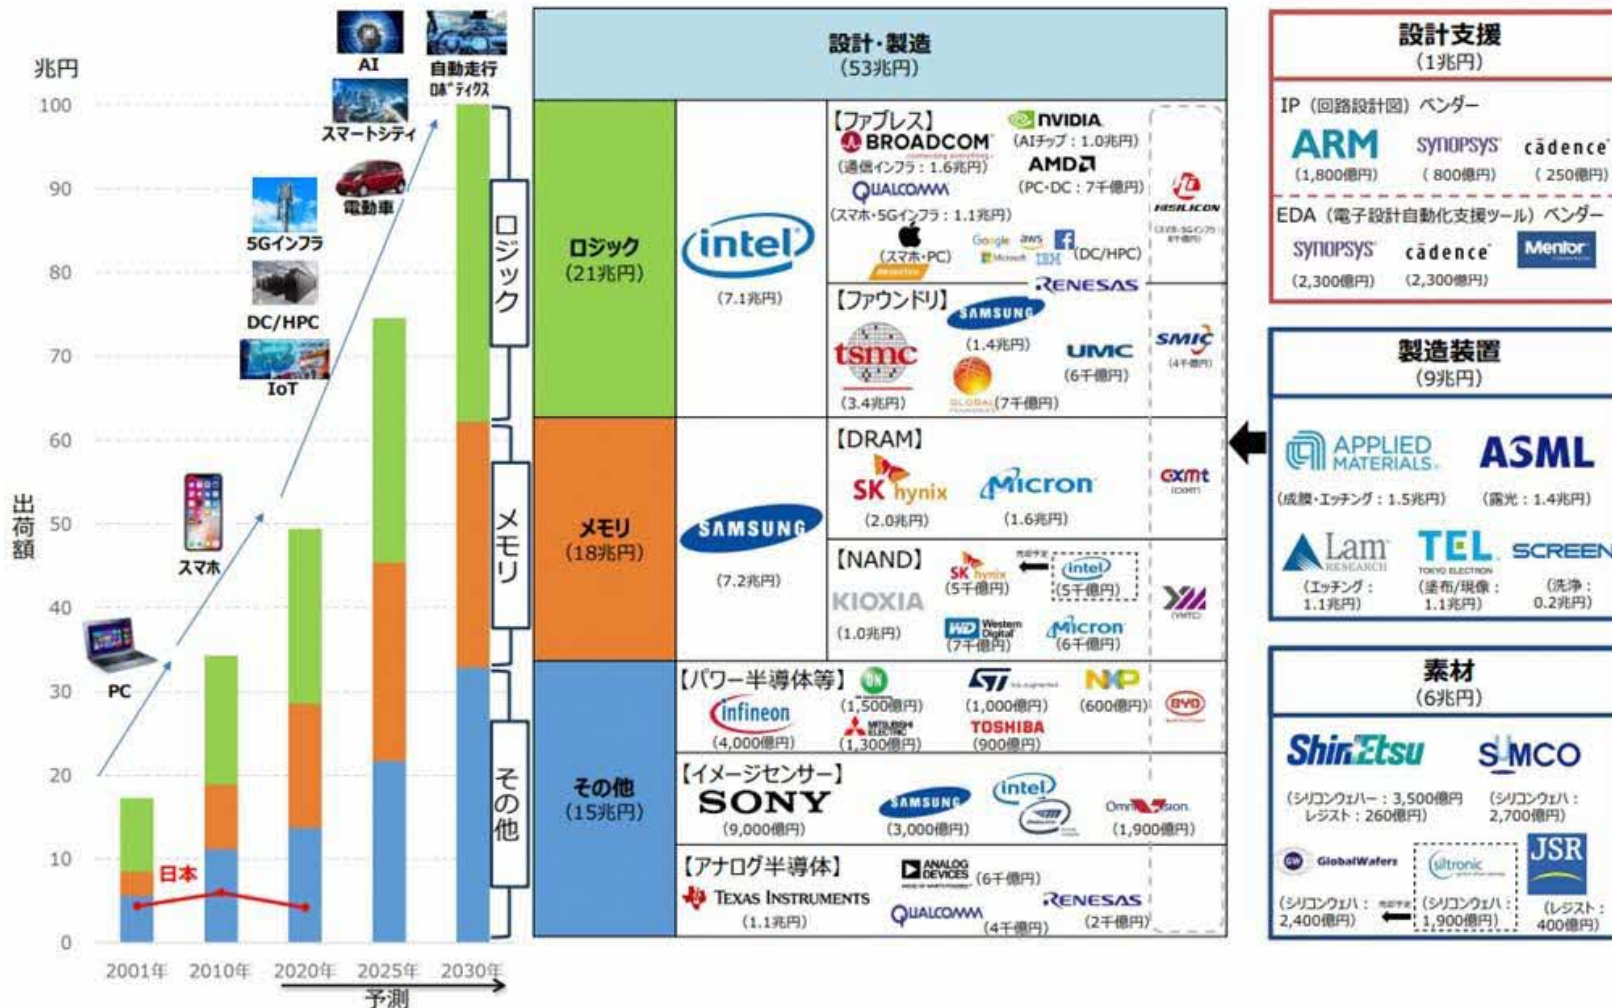 兆円
100
90
80
70
60
50
40
30
20
10
0
出荷額
2001年
2010年
2020年
2025年
2030年
予測
日本
PC
スマホ
IoT
DC/HPC
5Gインフラ
電動車
スマートシティ
AI
自動走行
ロボティクス
ロジック
メモリ
その他
設計・製造
(53兆円)
ロジック
(21兆円)
intel
(7.1兆円)
【ファブレス】
BROADCOM
connecting everything
(通信インフラ:1.6兆円)
NVIDIA
(AIチップ:1.0兆円)
AMD
(PC・DC:7千億円)
QUALCOMM
(スマホ・5Gインフラ:1.1兆円)
(スマホ・PC)
Google aws
Microsoft IBM
(DC/HPC)
RENESAS
HISILICON
【ファウンドリ】
tsmc
(3.4兆円)
SAMSUNG
(1.4兆円)
GLOBAL
(7千億円)
UMC
(6千億円)
SMIC
(4千億円)
メモリ
(18兆円)
SAMSUNG
(7.2兆円)
【DRAM】
SK hynix
(2.0兆円)
Micron
(1.6兆円)
cxmt
(CXMT)
【NAND】
KIOXIA
(1.0兆円)
SK hynix
(5千億円)
売却予定
intel
(5千億円)
WD Western Digital
(7千億円)
Micron
(6千億円)
(YMTC)
その他
(15兆円)
【パワー半導体等】
infineon
(4,000億円)
ON
(1,500億円)
MITSUBISHI ELECTRIC
(1,300億円)
ST
(1,000億円)
TOSHIBA
(900億円)
NXP
(600億円)
BYD
【イメージセンサー】
SONY
(9,000億円)
SAMSUNG
(3,000億円)
intel
OmniVision
(1,900億円)
【アナログ半導体】
TEXAS INSTRUMENTS
(1.1兆円)
ANALOG DEVICES
(6千億円)
QUALCOMM
(4千億円)
RENESAS
(2千億円)
設計支援
(1兆円)
IP(回路設計図)ベンダー
ARM
(1,800億円)
SYNOPSYS
(800億円)
cādence
(250億円)
EDA(電子設計自動化支援ツール)ベンダー
SYNOPSYS
(2,300億円)
cādence
(2,300億円)
Mentor
製造装置
(9兆円)
APPLIED MATERIALS
(成膜・エッチング:1.5兆円)
ASML
(露光:1.4兆円)
Lam RESEARCH
(エッチング:
1.1兆円)
TEL
TOKYO ELECTRON
(塗布/現像:
1.1兆円)
SCREEN
(洗浄:
0.2兆円)
素材
(6兆円)
ShinEtsu
(シリコンウェハー:3,500億円
レジスト:260億円)
SUMCO
(シリコンウェハ:
2,700億円)
GW GlobalWafers
(シリコンウェハ:
2,400億円)
売却予定
siltronic
(シリコンウェハ:
1,900億円)
JSR
(レジスト:
400億円)